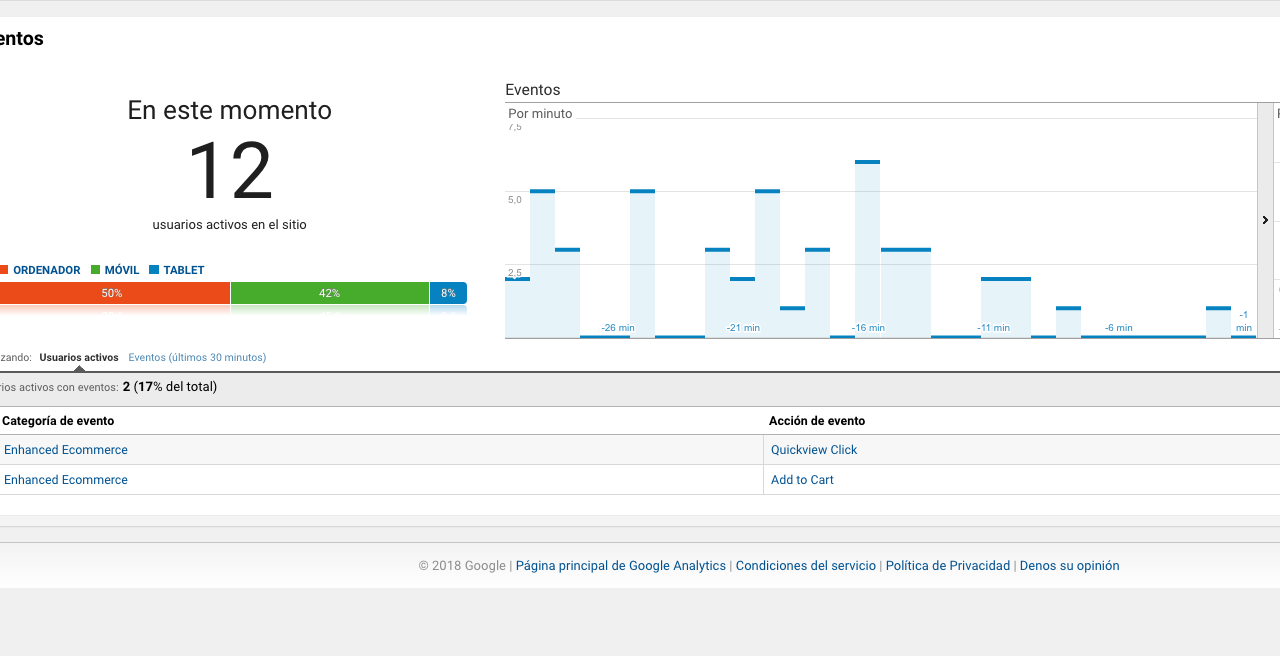 entos
En este momento
12
usuarios activos en el sitio
ORDENADOR MÓVIL TABLET
50% 42% 8%
Eventos
Por minuto
7,5
5,0
2,5
-26 min -21 min -16 min -11 min -6 min -1 min
zando: Usuarios activos Eventos (últimos 30 minutos)
rios activos con eventos: 2 (17% del total)
Categoría de evento Acción de evento
Enhanced Ecommerce Quickview Click
Enhanced Ecommerce Add to Cart
© 2018 Google | Página principal de Google Analytics | Condiciones del servicio | Política de Privacidad | Denos su opinión